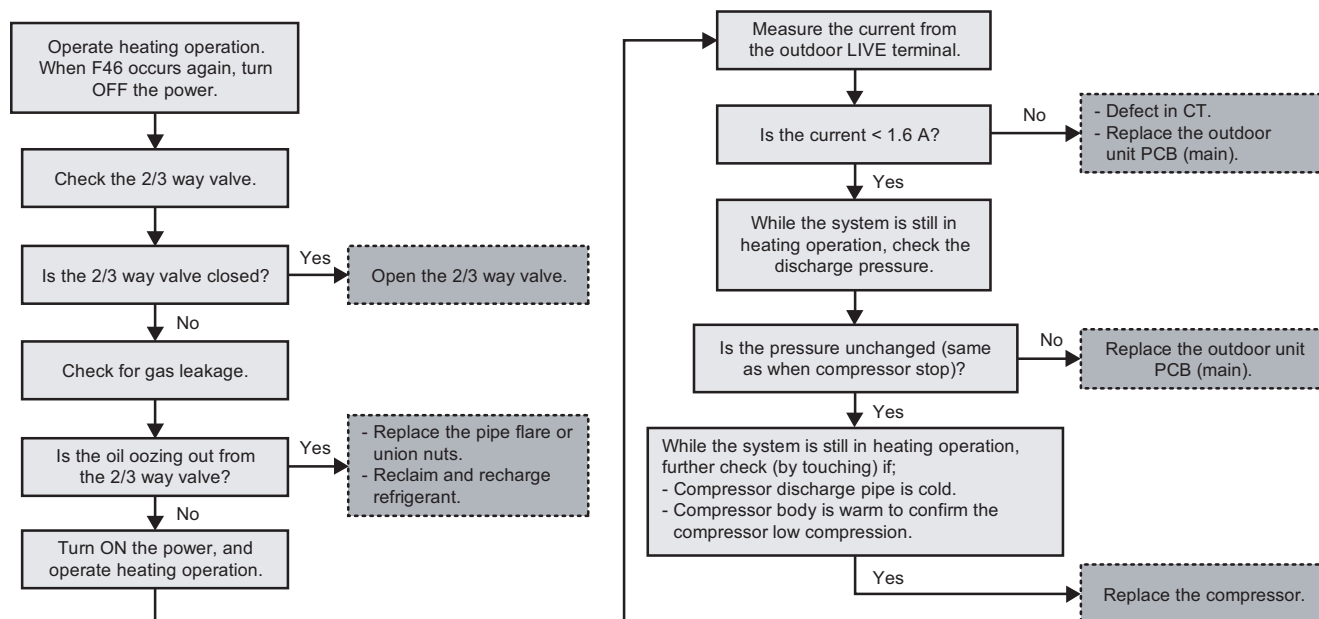 Operate heating operation.
When F46 occurs again, turn
OFF the power.
Check the 2/3 way valve.
Is the 2/3 way valve closed?
Yes
Open the 2/3 way valve.
No
Check for gas leakage.
Is the oil oozing out from
the 2/3 way valve?
Yes
- Replace the pipe flare or
union nuts.
- Reclaim and recharge
refrigerant.
No
Turn ON the power, and
operate heating operation.
Measure the current from
the outdoor LIVE terminal.
Is the current < 1.6 A?
No
- Defect in CT.
- Replace the outdoor
unit PCB (main).
Yes
While the system is still in
heating operation, check the
discharge pressure.
Is the pressure unchanged (same
as when compressor stop)?
No
Replace the outdoor unit
PCB (main).
Yes
While the system is still in heating operation,
further check (by touching) if;
- Compressor discharge pipe is cold.
- Compressor body is warm to confirm the
compressor low compression.
Yes
Replace the compressor.